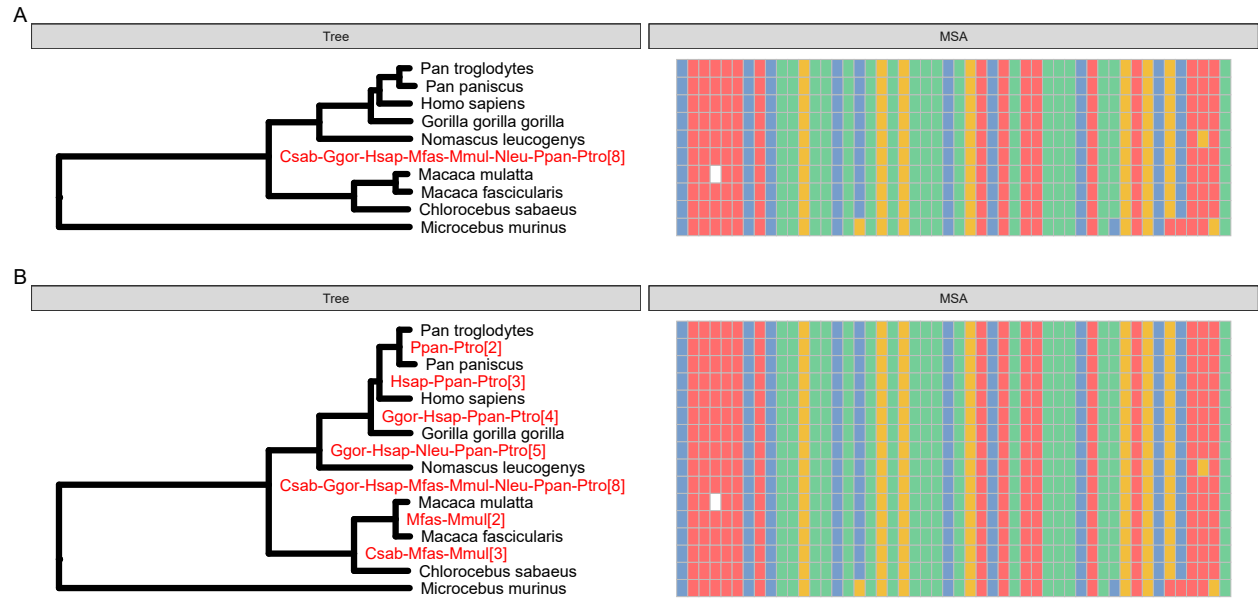 A
Tree
MSA
Pan troglodytes
Pan paniscus
Homo sapiens
Gorilla gorilla gorilla
Nomascus leucogenys
Csab-Ggor-Hsap-Mfas-Mmul-Nleu-Ppan-Ptro[8]
Macaca mulatta
Macaca fascicularis
Chlorocebus sabaeus
Microcebus murinus
B
Tree
MSA
Pan troglodytes
Ppan-Ptro[2]
Pan paniscus
Hsap-Ppan-Ptro[3]
Homo sapiens
Ggor-Hsap-Ppan-Ptro[4]
Gorilla gorilla gorilla
Ggor-Hsap-Nleu-Ppan-Ptro[5]
Nomascus leucogenys
Csab-Ggor-Hsap-Mfas-Mmul-Nleu-Ppan-Ptro[8]
Macaca mulatta
Mfas-Mmul[2]
Macaca fascicularis
Csab-Mfas-Mmul[3]
Chlorocebus sabaeus
Microcebus murinus